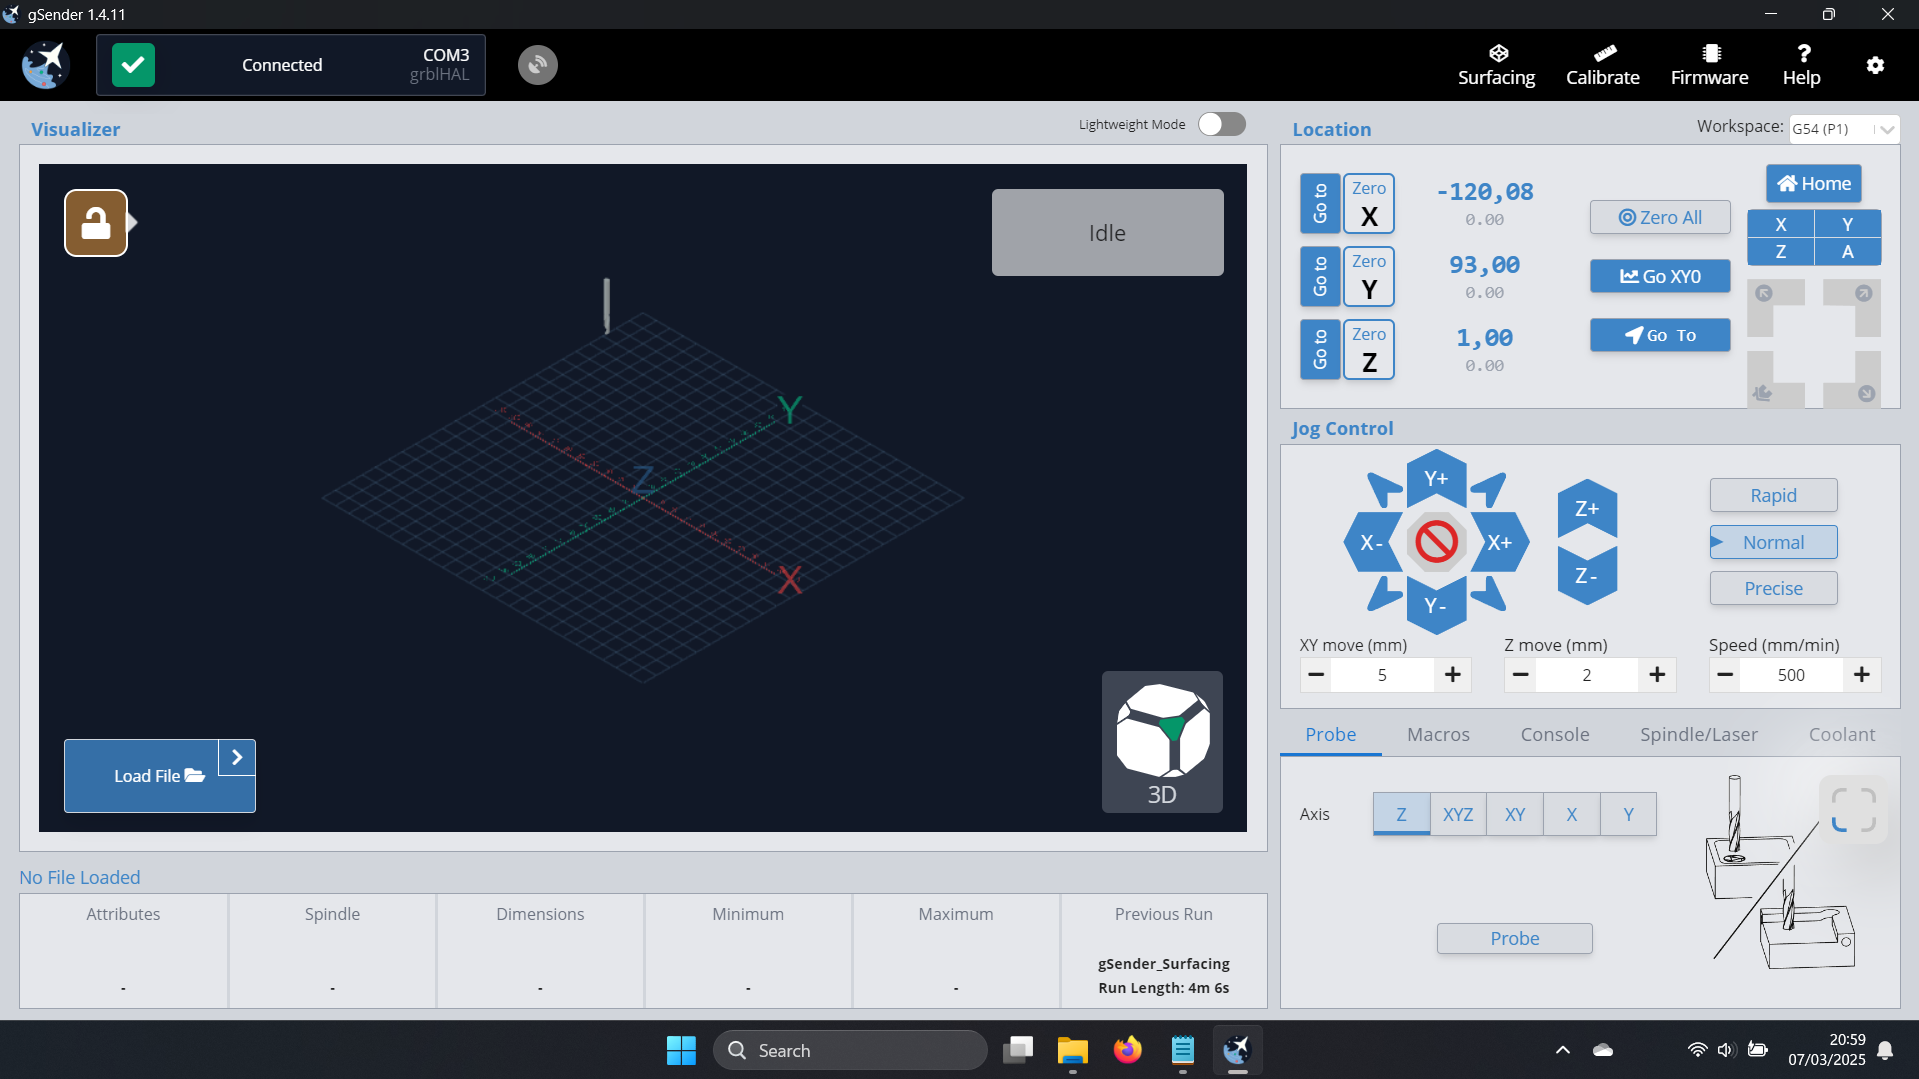 gSender 1.4.11
Connected
COM3
grblHAL
Surfacing
Calibrate
Firmware
Help
Visualizer
Lightweight Mode
Idle
Y
Z
X
3D
Load File
No File Loaded
Attributes
-
Spindle
-
Dimensions
-
Minimum
-
Maximum
-
Previous Run
gSender_Surfacing
Run Length: 4m 6s
Location
Workspace:
G54 (P1)
Go to
Zero
X
-120,08
0.00
Go to
Zero
Y
93,00
0.00
Go to
Zero
Z
1,00
0.00
Zero All
Go XY0
Go To
Home
X
Y
Z
A
Jog Control
Y+
X-
X+
Y-
Z+
Z-
Rapid
Normal
Precise
XY move (mm)
5
Z move (mm)
2
Speed (mm/min)
500
Probe
Macros
Console
Spindle/Laser
Coolant
Axis
Z
XYZ
XY
X
Y
Probe
Search
20:59
07/03/2025